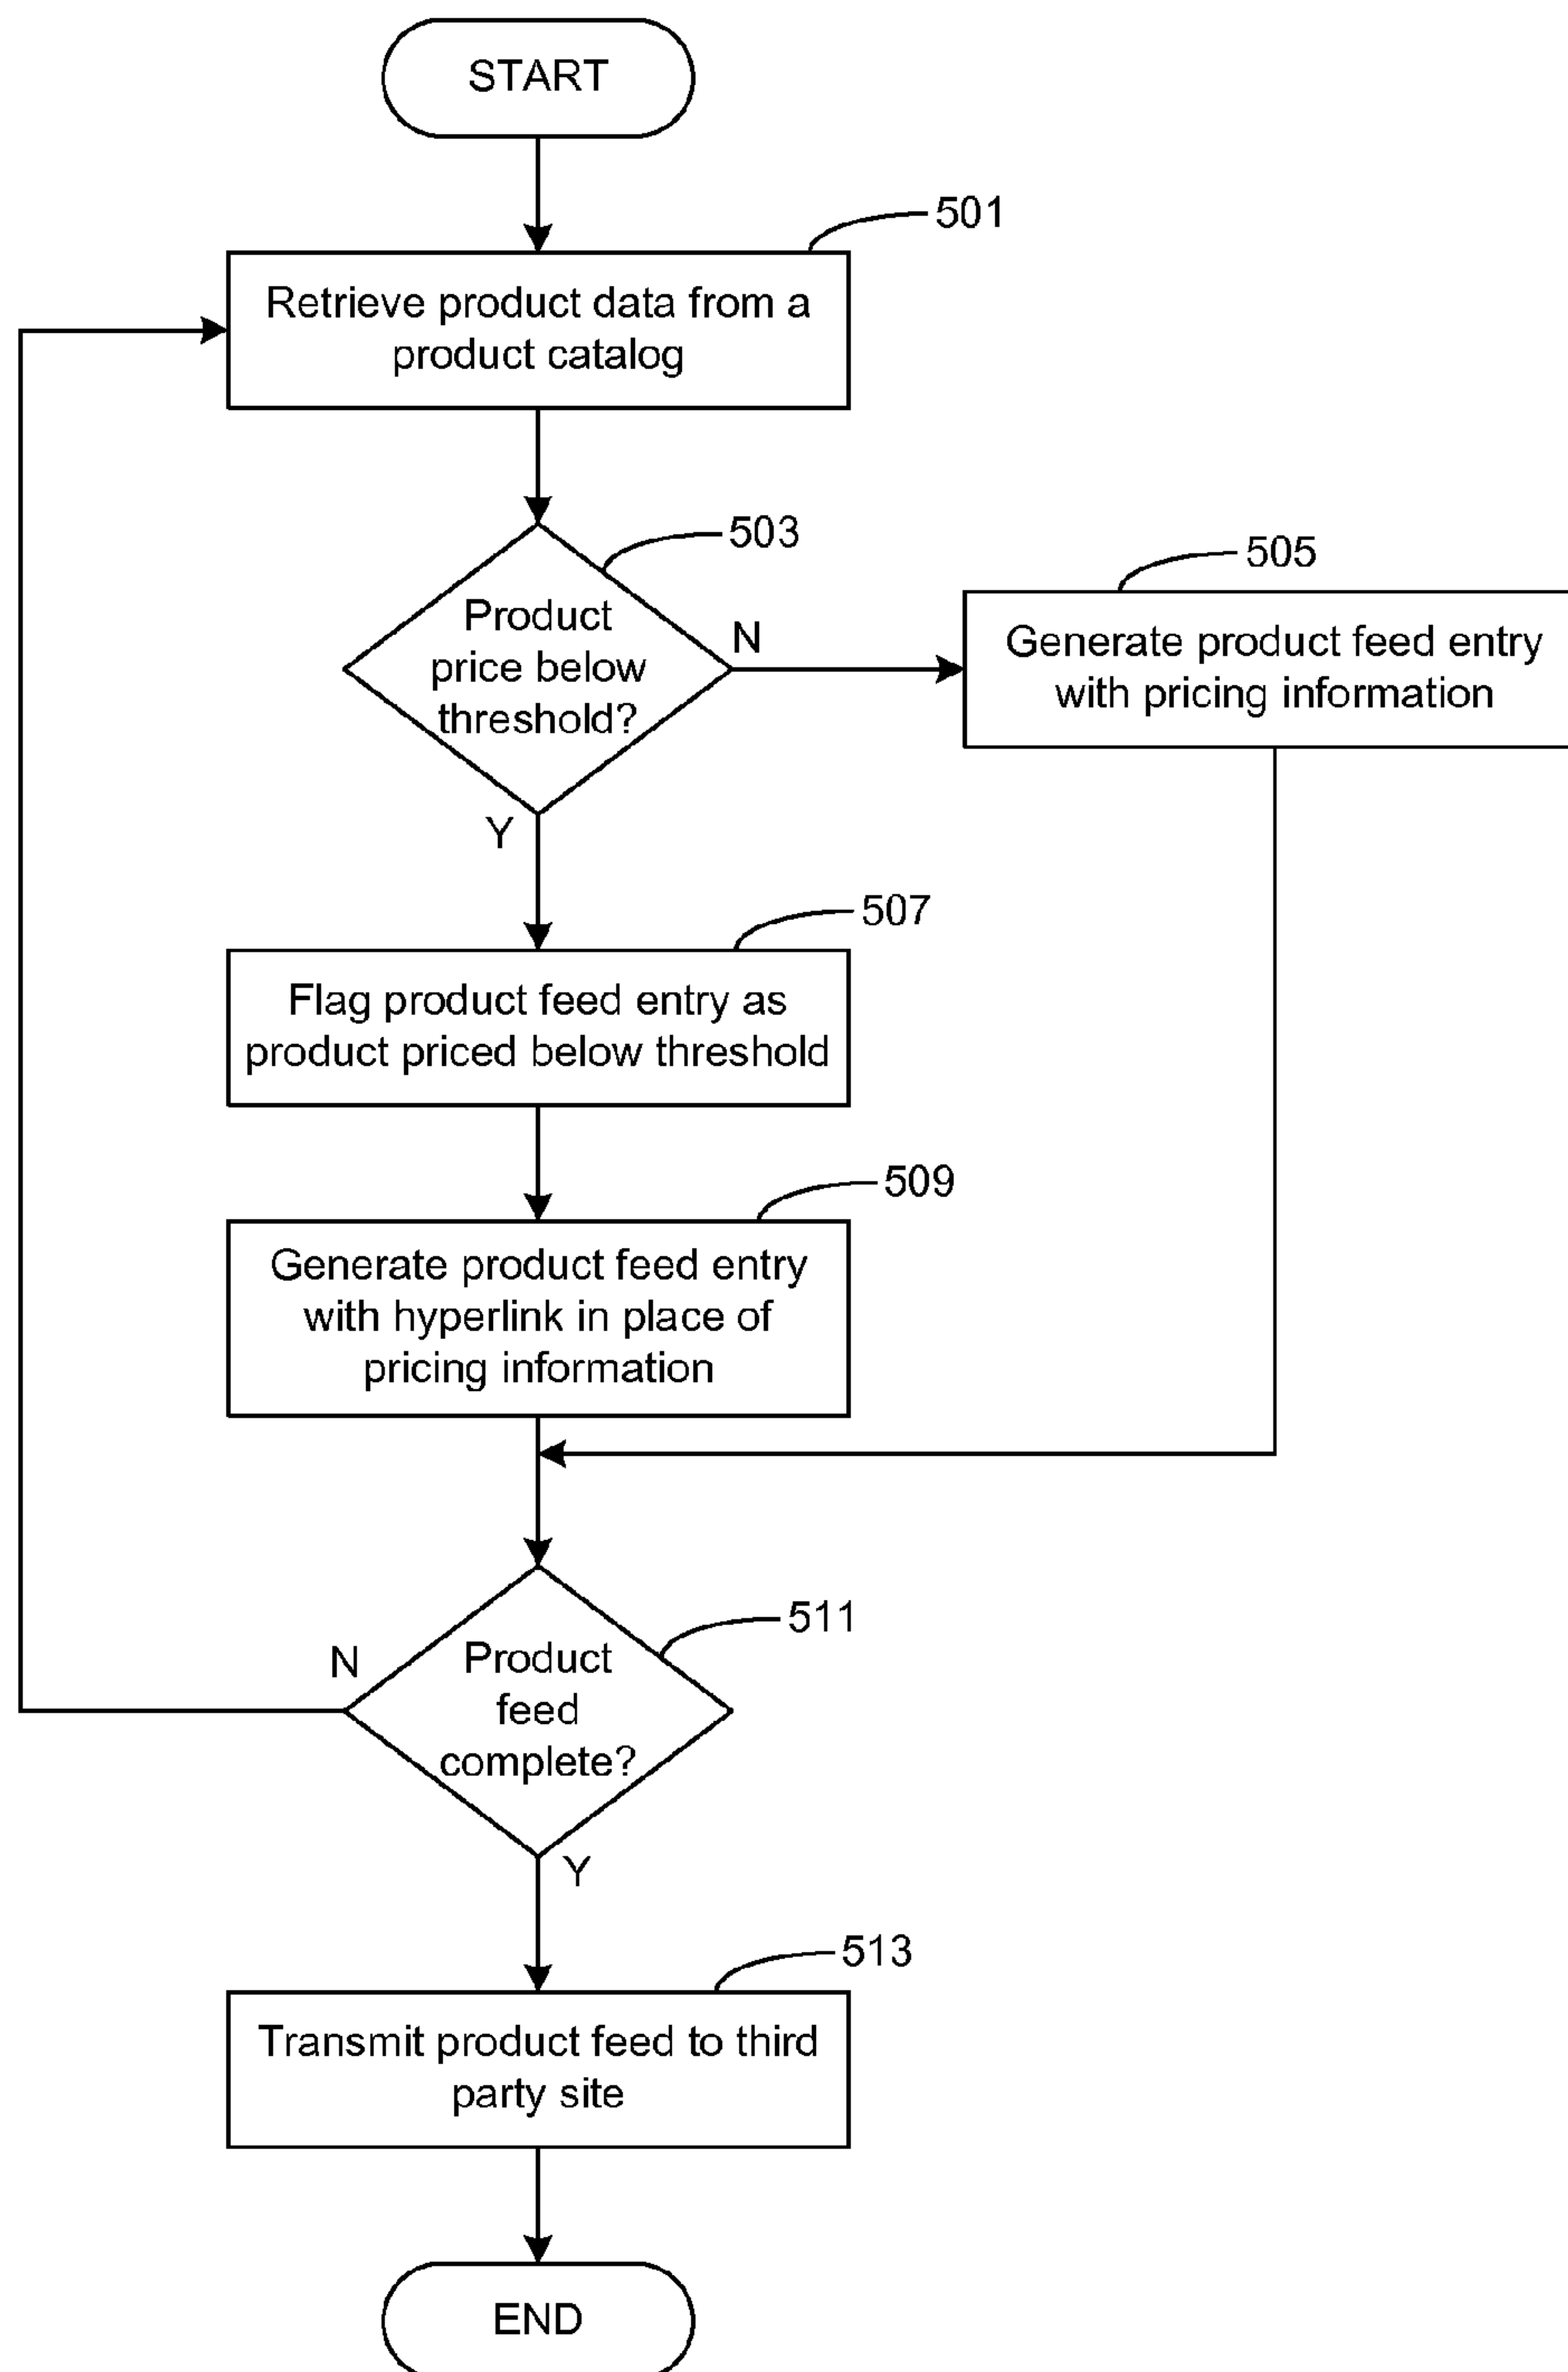 START
501
Retrieve product data from a
product catalog
503
Product
price below
threshold?
N
505
Generate product feed entry
with pricing information
Y
507
Flag product feed entry as
product priced below threshold
509
Generate product feed entry
with hyperlink in place of
pricing information
511
N
Product
feed
complete?
Y
513
Transmit product feed to third
party site
END